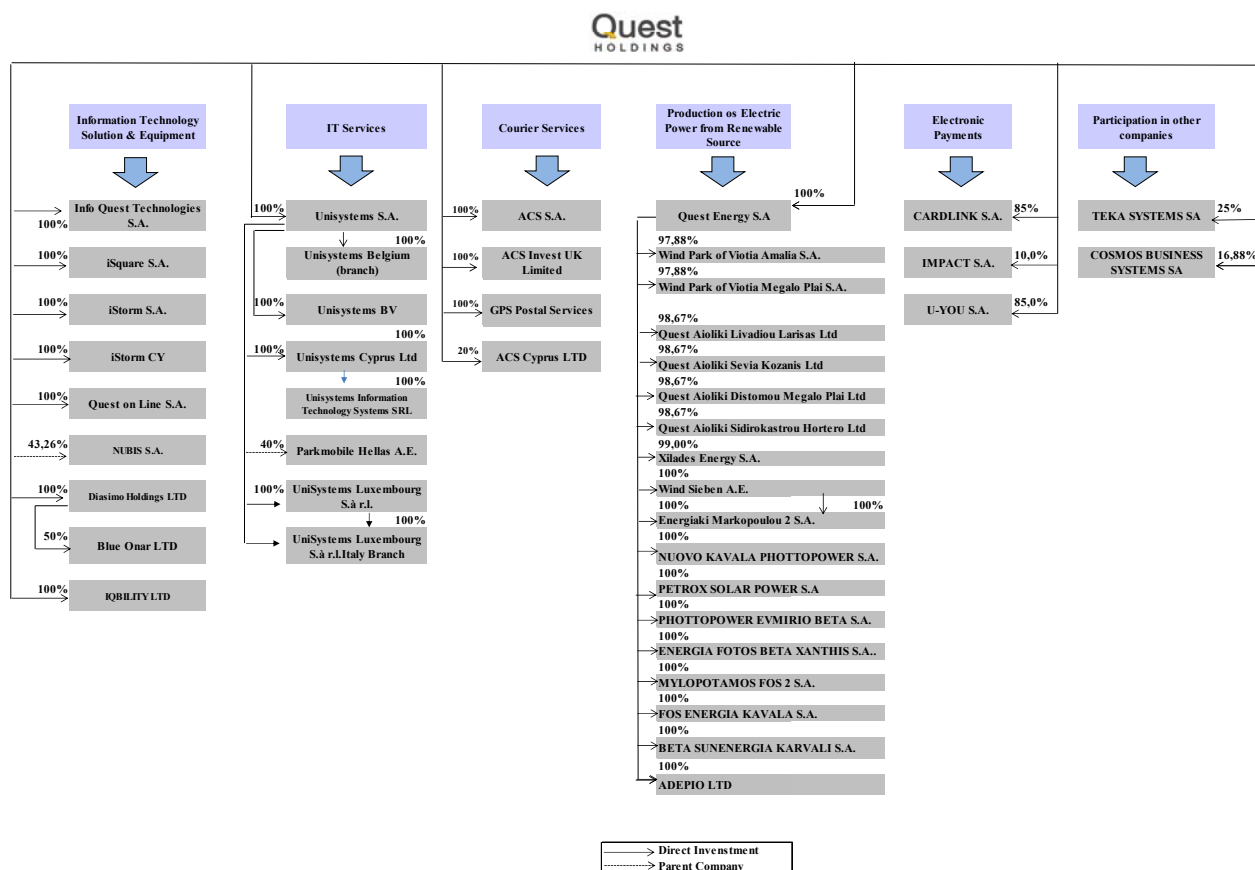 Quest
HOLDINGS
Information Technology
Solution & Equipment
100%
Info Quest Technologies
S.A.
100%
iSquare S.A.
100%
iStorm S.A.
100%
iStorm CY
100%
Quest on Line S.A.
43,26%
NUBIS S.A.
100%
Diasimo Holdings LTD
50%
Blue Onar LTD
100%
IQBILITY LTD
IT Services
100%
Unisystems S.A.
100%
Unisystems Belgium
(branch)
100%
Unisystems BV
100%
100%
Unisystems Cyprus Ltd
100%
Unisystems Information
Technology Systems SRL
40%
Parkmobile Hellas A.E.
100%
UniSystems Luxembourg
S.à r.l.
100%
UniSystems Luxembourg
S.à r.l.Italy Branch
Courier Services
100%
ACS S.A.
100%
ACS Invest UK
Limited
100%
GPS Postal Services
20%
ACS Cyprus LTD
Production os Electric
Power from Renewable
Source
100%
Quest Energy S.A
97,88%
Wind Park of Viotia Amalia S.A.
97,88%
Wind Park of Viotia Megalo Plai S.A.
98,67%
Quest Aioliki Livadiou Larisas Ltd
98,67%
Quest Aioliki Sevia Kozanis Ltd
98,67%
Quest Aioliki Distomou Megalo Plai Ltd
98,67%
Quest Aioliki Sidirokastrou Hortero Ltd
99,00%
Xilades Energy S.A.
100%
Wind Sieben A.E.
100%
100%
Energiaki Markopoulou 2 S.A.
100%
NUOVO KAVALA PHOTTOPOWER S.A.
100%
PETROX SOLAR POWER S.A
100%
PHOTTOPOWER EVMIRIO BETA S.A.
100%
ENERGIA FOTOS BETA XANTHIS S.A..
100%
MYLOPOTAMOS FOS 2 S.A.
100%
FOS ENERGIA KAVALA S.A.
100%
BETA SUNENERGIA KARVALI S.A.
100%
ADEPIO LTD
Electronic
Payments
CARDLINK S.A.
85%
IMPACT S.A.
10,0%
U-YOU S.A.
85,0%
Participation in other
companies
TEKA SYSTEMS SA
25%
COSMOS BUSINESS
SYSTEMS SA
16,88%
Direct Invenstment
Parent Company